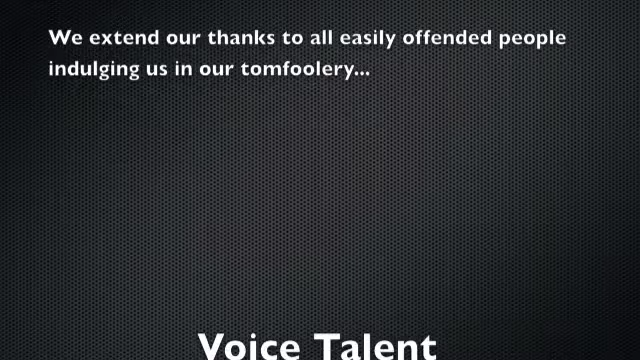 We extend our thanks to all easily offended people
indulging us in our tomfoolery...
Voice Talent